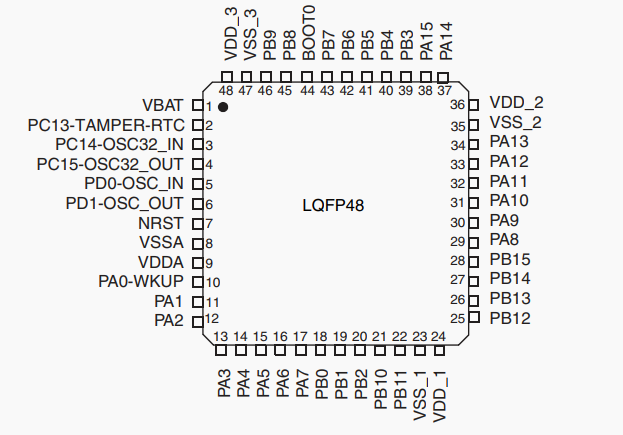 VDD_3
VSS_3
PB9
PB8
BOOT0
PB7
PB6
PB5
PB4
PB3
PA15
PA14
48 47 46 45 44 43 42 41 40 39 38 37
VBAT 1
PC13-TAMPER-RTC 2
PC14-OSC32_IN 3
PC15-OSC32_OUT 4
PD0-OSC_IN 5
PD1-OSC_OUT 6
NRST 7
VSSA 8
VDDA 9
PA0-WKUP 10
PA1 11
PA2 12
LQFP48
36 VDD_2
35 VSS_2
34 PA13
33 PA12
32 PA11
31 PA10
30 PA9
29 PA8
28 PB15
27 PB14
26 PB13
25 PB12
13 14 15 16 17 18 19 20 21 22 23 24
PA3
PA4
PA5
PA6
PA7
PB0
PB1
PB2
PB10
PB11
VSS_1
VDD_1